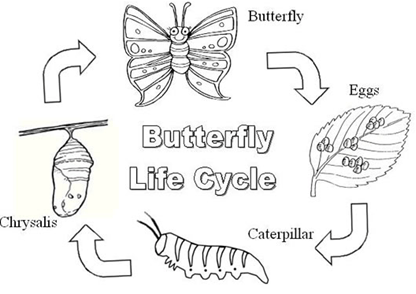 Butterfly
Eggs
Butterfly
Life Cycle
Chrysalis
Caterpillar